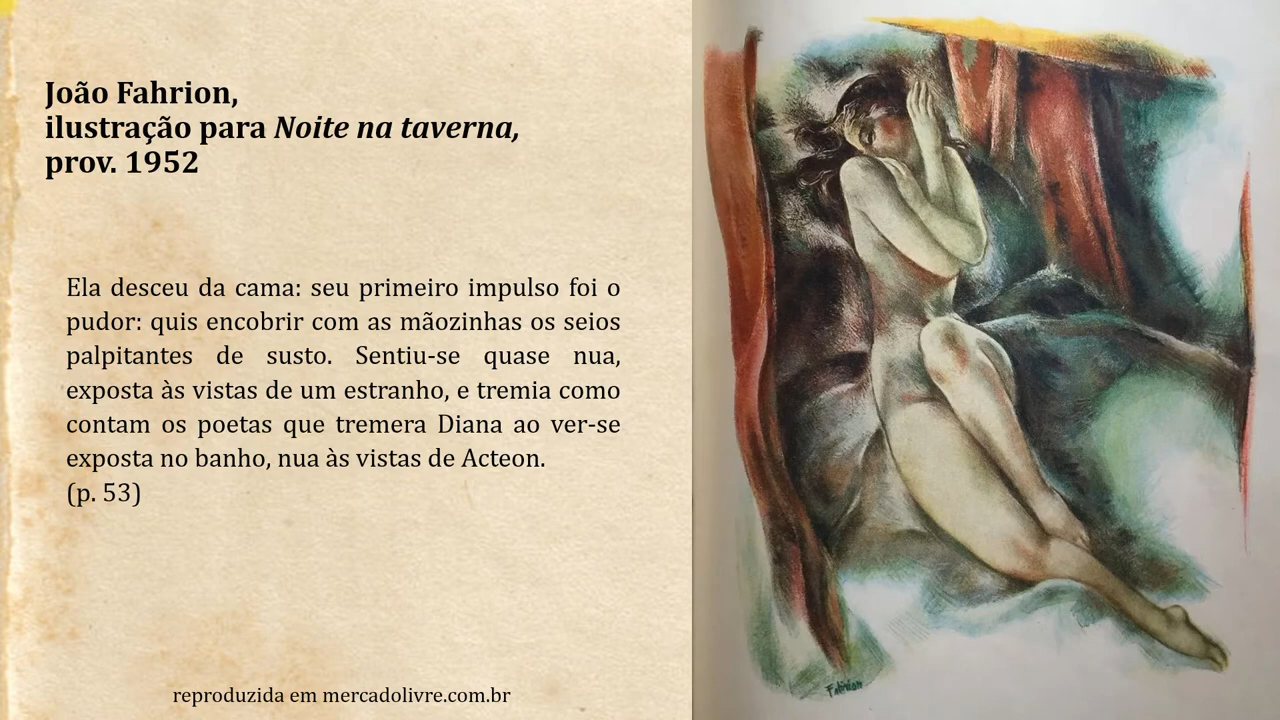 João Fahrion,
ilustração para Noite na taverna,
prov. 1952
Ela desceu da cama: seu primeiro impulso foi o
pudor: quis encobrir com as mãozinhas os seios
palpitantes de susto. Sentiu-se quase nua,
exposta às vistas de um estranho, e tremia como
contam os poetas que tremera Diana ao ver-se
exposta no banho, nua às vistas de Acteon.
(p. 53)
reproduzida em mercadolivre.com.br
Fahrion